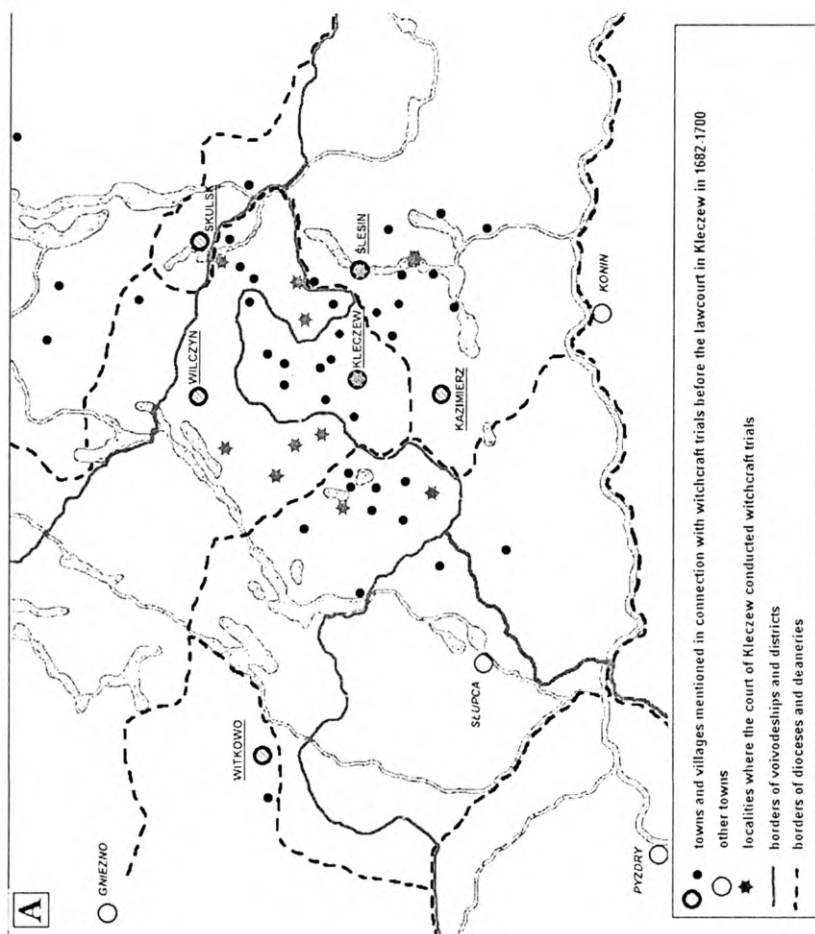 A
GNIEZNO
WITKOWO
WILCZYN
SKULSK
ŚLESIN
KLECZEW
KAZIMIERZ
SŁUPCA
KONIN
PYZDRY
towns and villages mentioned in connection with witchcraft trials before the lawcourt in Kleczew in 1682-1700
other towns
localities where the court of Kleczew conducted witchcraft trials
borders of voivodeships and districts
borders of dioceses and deaneries